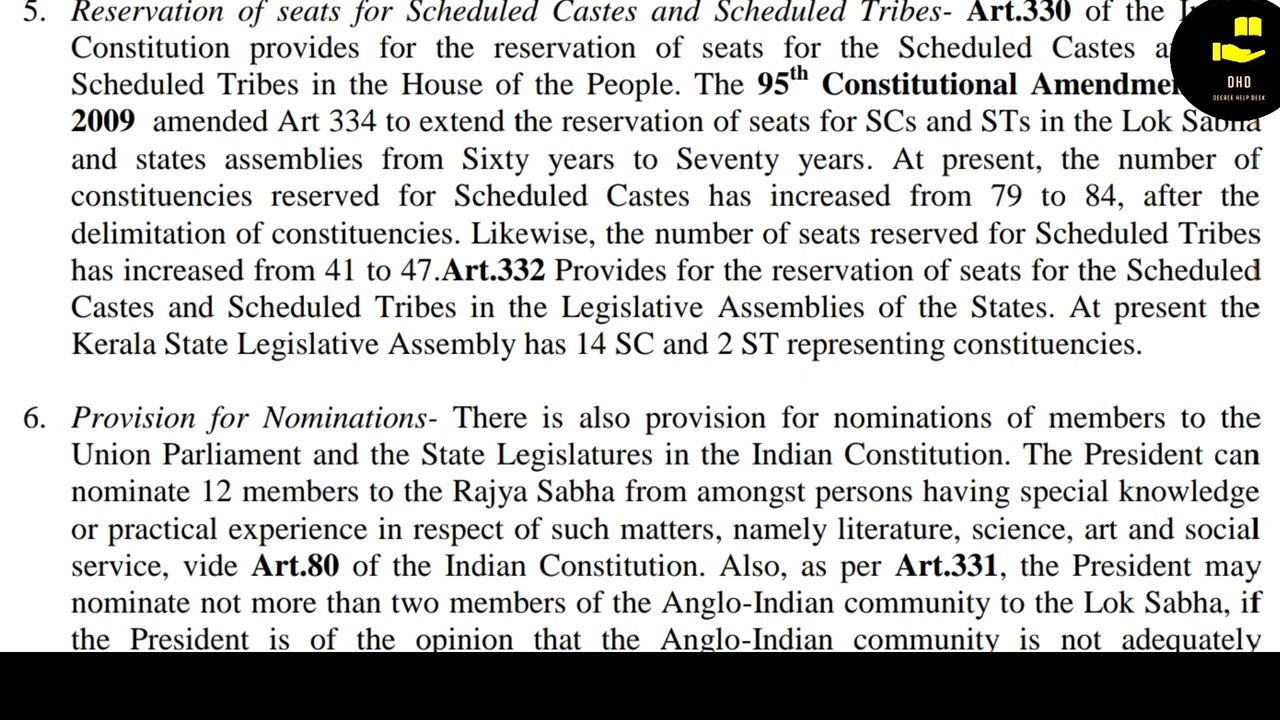 5. Reservation of seats for Scheduled Castes and Scheduled Tribes- Art.330 of the
Constitution provides for the reservation of seats for the Scheduled Castes
Scheduled Tribes in the House of the People. The 95th Constitutional
2009 amended Art 334 to extend the reservation of seats for SCs and STs in the Lok Sabha
and states assemblies from Sixty years to Seventy years. At present, the number of
constituencies reserved for Scheduled Castes has increased from 79 to 84, after the
delimitation of constituencies. Likewise, the number of seats reserved for Scheduled Tribes
has increased from 41 to 47.Art.332 Provides for the reservation of seats for the Scheduled
Castes and Scheduled Tribes in the Legislative Assemblies of the States. At present the
Kerala State Legislative Assembly has 14 SC and 2 ST representing constituencies.
6. Provision for Nominations- There is also provision for nominations of members to the
Union Parliament and the State Legislatures in the Indian Constitution. The President can
nominate 12 members to the Rajya Sabha from amongst persons having special knowledge
or practical experience in respect of such matters, namely literature, science, art and social
service, vide Art.80 of the Indian Constitution. Also, as per Art.331, the President may
nominate not more than two members of the Anglo-Indian community to the Lok Sabha, if
the President is of the opinion that the Anglo-Indian community is not adequately
DHD
DEGREE HELP DESK